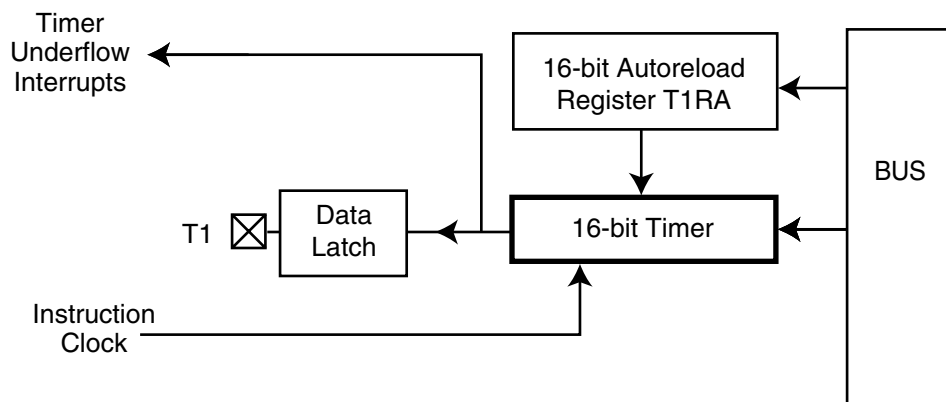 Timer
Underflow
Interrupts
16-bit Autoreload
Register T1RA
BUS
T1
Data
Latch
16-bit Timer
Instruction
Clock